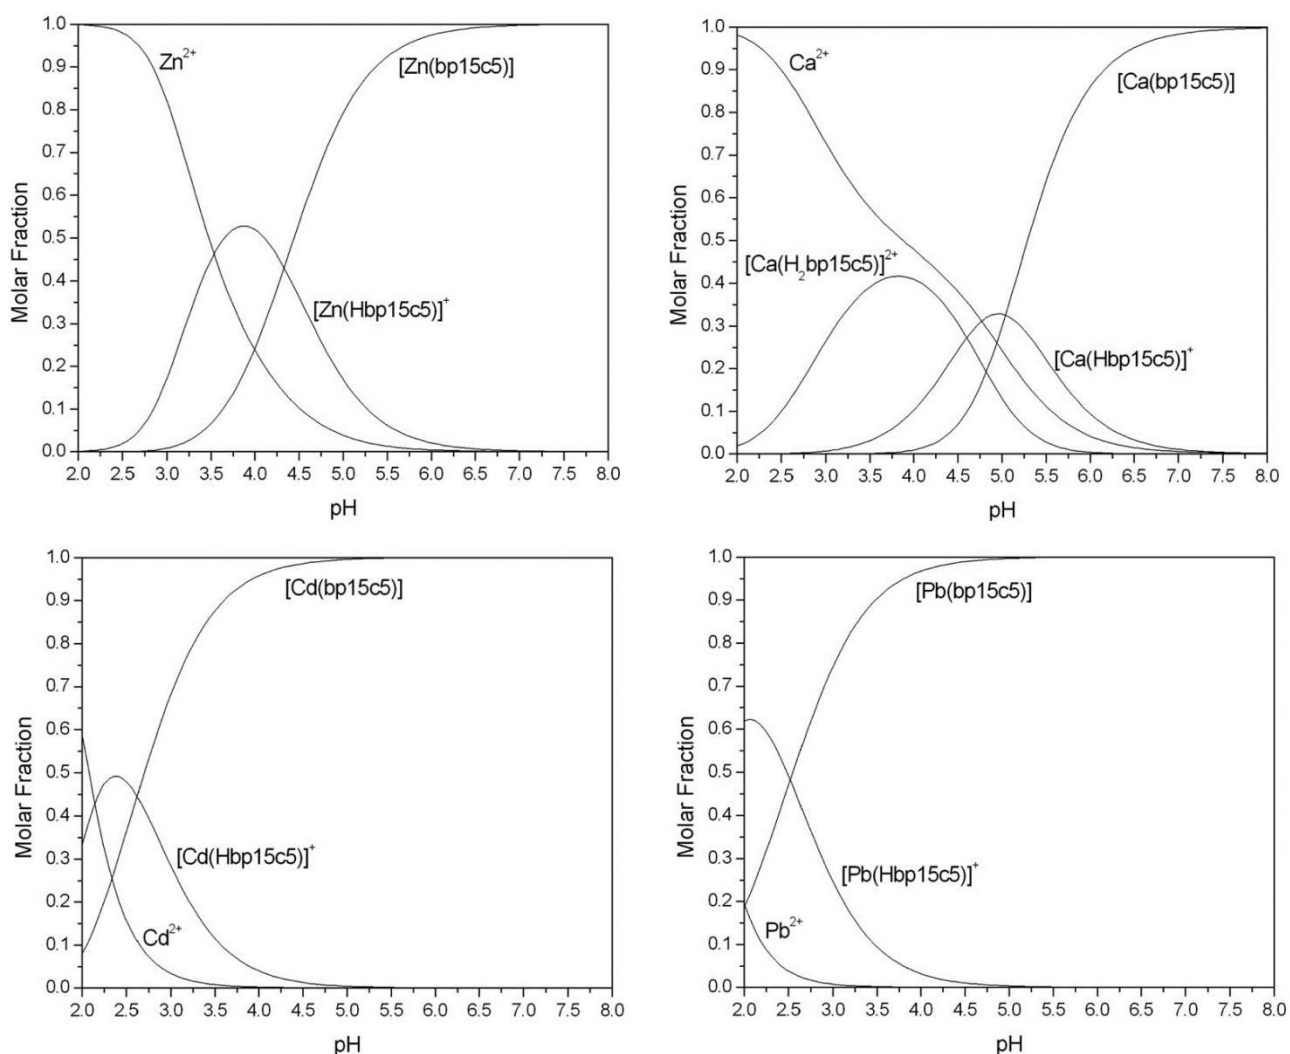 1.0
0.9
0.8
0.7
0.6
0.5
0.4
0.3
0.2
0.1
0.0
Molar Fraction
Zn²⁺
[Zn(bp15c5)]
[Zn(Hbp15c5)]⁺
2.0 2.5 3.0 3.5 4.0 4.5 5.0 5.5 6.0 6.5 7.0 7.5 8.0
pH
1.0
0.9
0.8
0.7
0.6
0.5
0.4
0.3
0.2
0.1
0.0
Molar Fraction
Ca²⁺
[Ca(bp15c5)]
[Ca(H₂bp15c5)]²⁺
[Ca(Hbp15c5)]⁺
2.0 2.5 3.0 3.5 4.0 4.5 5.0 5.5 6.0 6.5 7.0 7.5 8.0
pH
1.0
0.9
0.8
0.7
0.6
0.5
0.4
0.3
0.2
0.1
0.0
Molar Fraction
[Cd(bp15c5)]
[Cd(Hbp15c5)]⁺
Cd²⁺
2.0 2.5 3.0 3.5 4.0 4.5 5.0 5.5 6.0 6.5 7.0 7.5 8.0
pH
1.0
0.9
0.8
0.7
0.6
0.5
0.4
0.3
0.2
0.1
0.0
Molar Fraction
[Pb(bp15c5)]
[Pb(Hbp15c5)]⁺
Pb²⁺
2.0 2.5 3.0 3.5 4.0 4.5 5.0 5.5 6.0 6.5 7.0 7.5 8.0
pH